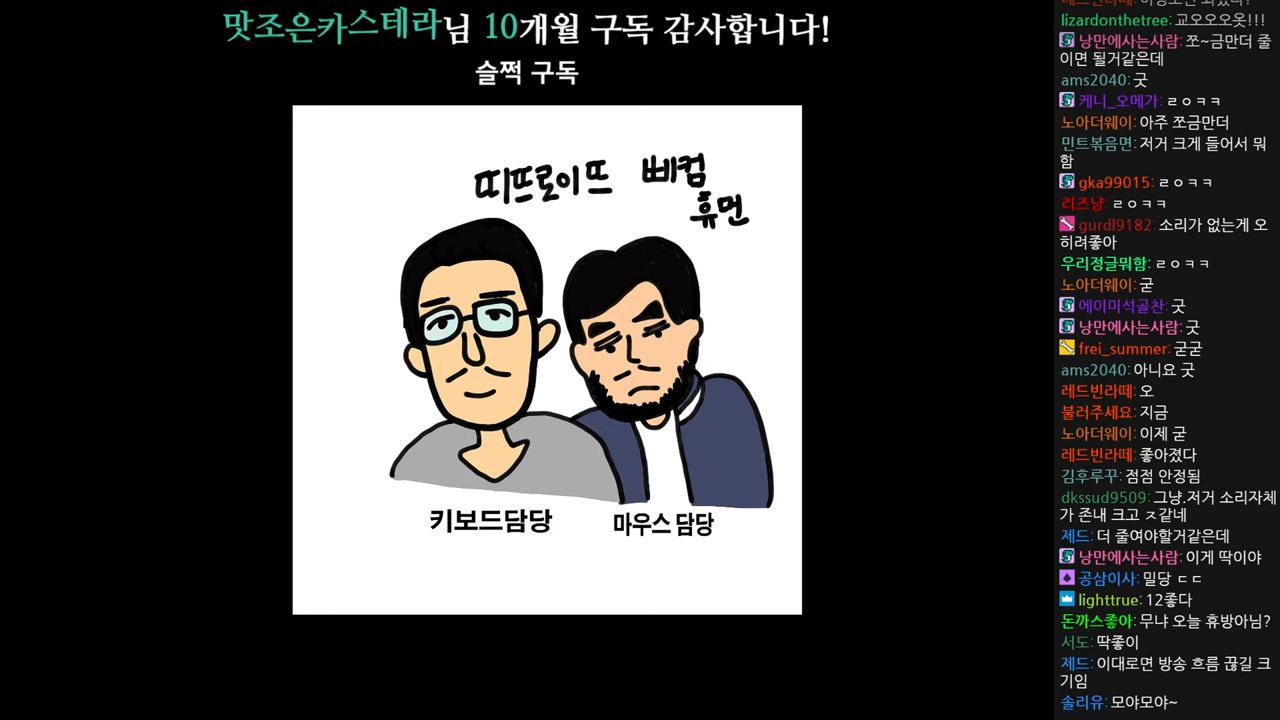 맛조은카스테라님 10개월 구독 감사합니다!
슬쩍 구독
띠뜨로이뜨 삐컴
휴먼
키보드담당
마우스 담당
lizardonthetree: 교오오오옷!!!
낭만에사는사람: 쪼~금만더 줄
이면 될거같은데
ams2040: 굿
케니_오메가: ㄹㅇㅋㅋ
노아더웨이: 아주 쪼금만더
민트볶음면: 저거 크게 들어서 뭐
함
gka99015: ㄹㅇㅋㅋ
리즈냥: ㄹㅇㅋㅋ
gurdl9182: 소리가 없는게 오
히려좋아
우리정글뭐함: ㄹㅇㅋㅋ
노아더웨이: 굳
에이미석골찬: 굿
낭만에사는사람: 굿
frei_summer: 굳굳
ams2040: 아니요 굿
레드빈라떼: 오
불러주세요: 지금
노아더웨이: 이제 굳
레드빈라떼: 좋아졌다
김후루꾸: 점점 안정됨
dkssud9509: 그냥.저거 소리자체
가 존내 크고 ㅈ같네
제드: 더 줄여야할거같은데
낭만에사는사람: 이게 딱이야
공삼이사: 밀당 ㄷㄷ
lighttrue: 12좋다
돈까스좋아: 무냐 오늘 휴방아님?
서도: 딱좋이
제드: 이대로면 방송 흐름 끊길 크
기임
솔리유: 모야모야~